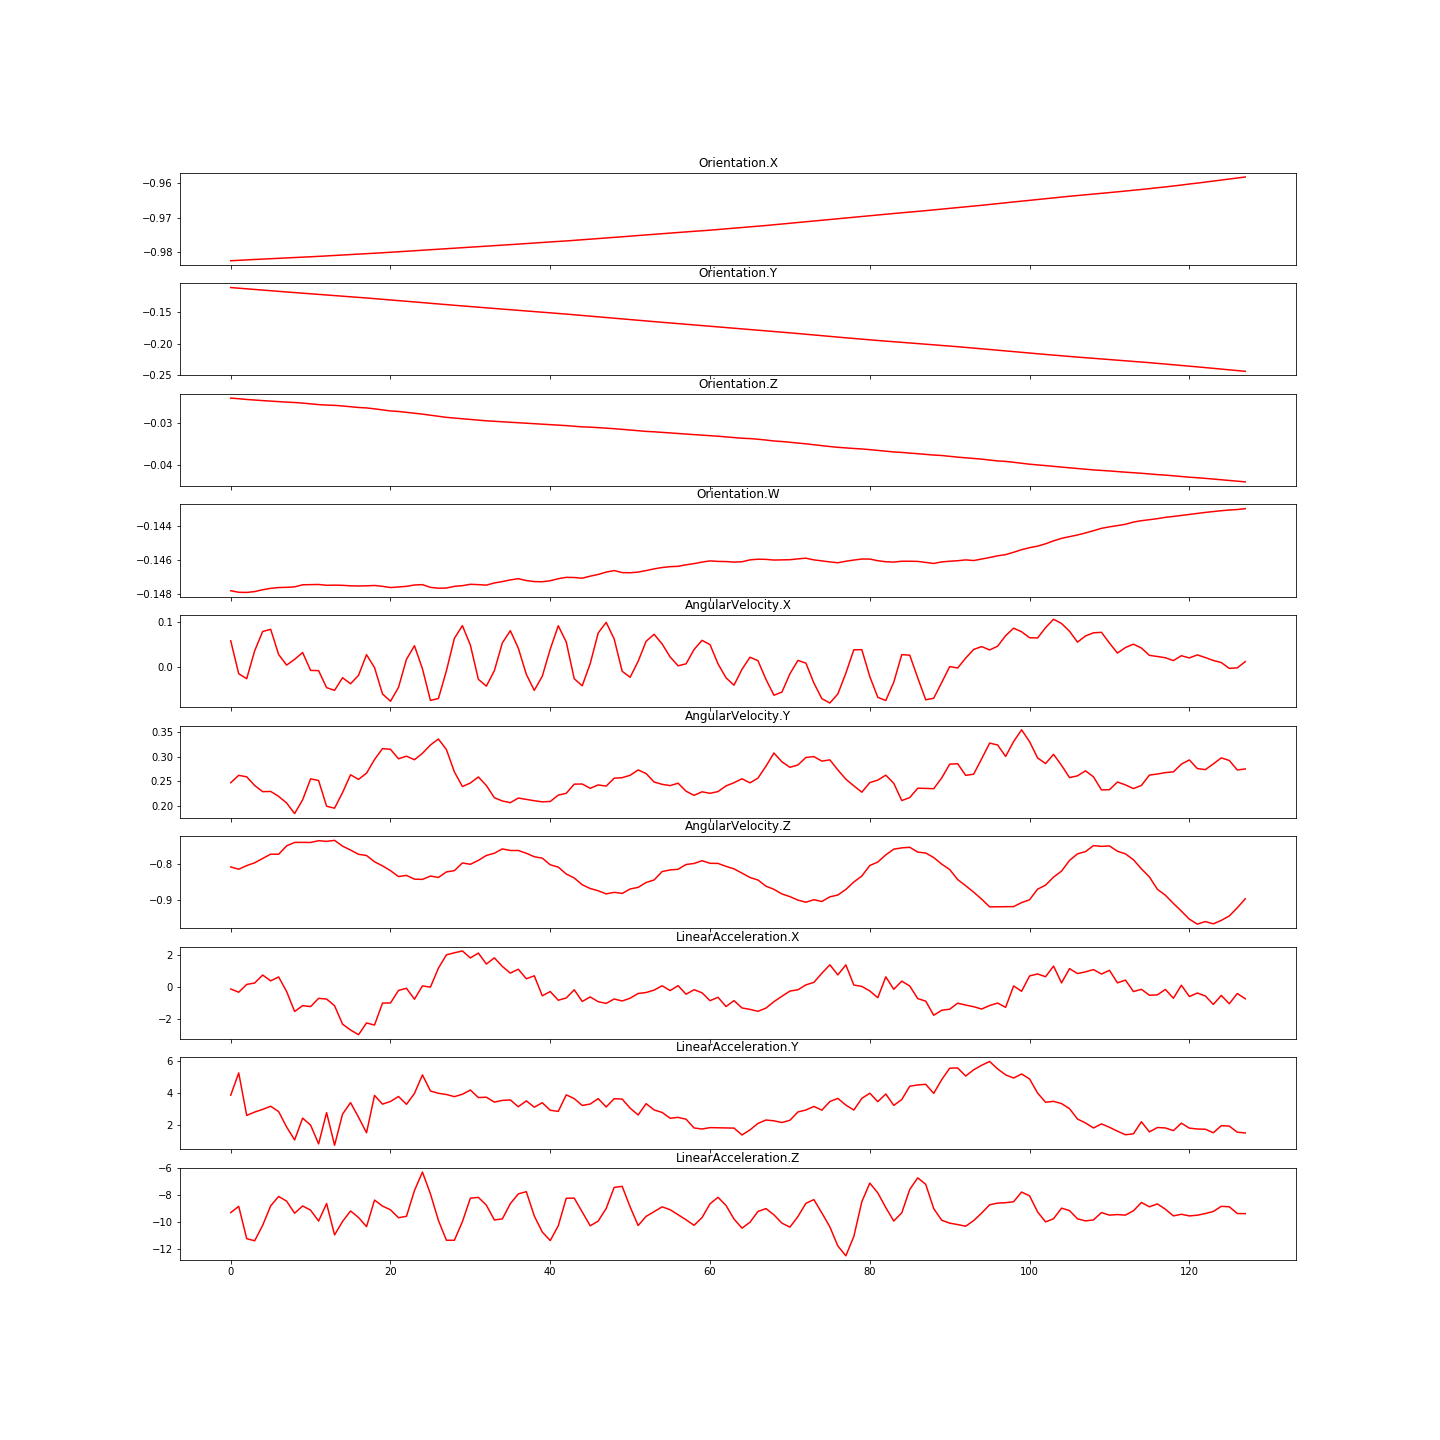 Orientation.X
−0.96
−0.97
−0.98
Orientation.Y
−0.15
−0.20
−0.25
Orientation.Z
−0.03
−0.04
Orientation.W
−0.144
−0.146
−0.148
AngularVelocity.X
0.1
0.0
AngularVelocity.Y
0.35
0.30
0.25
0.20
AngularVelocity.Z
−0.8
−0.9
LinearAcceleration.X
2
0
−2
LinearAcceleration.Y
6
4
2
LinearAcceleration.Z
−6
−8
−10
−12
0 20 40 60 80 100 120